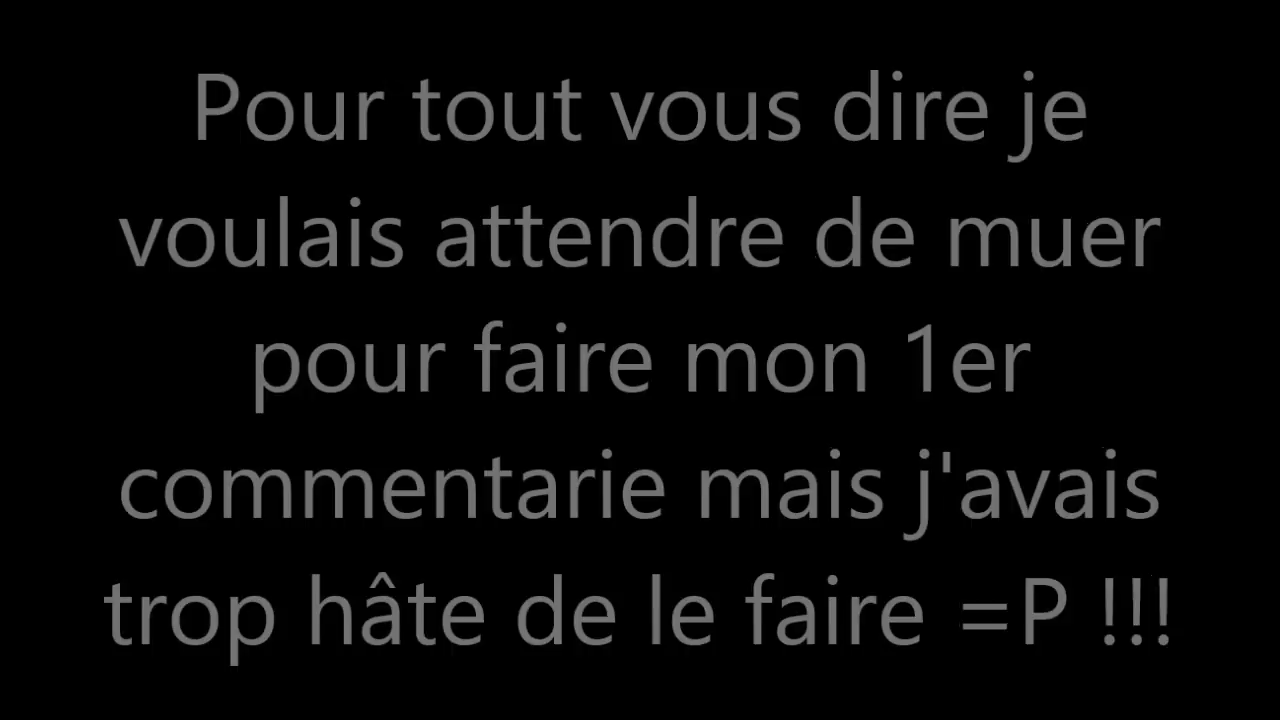 Pour tout vous dire je
voulais attendre de muer
pour faire mon 1er
commentarie mais j'avais
trop hâte de le faire =P !!!